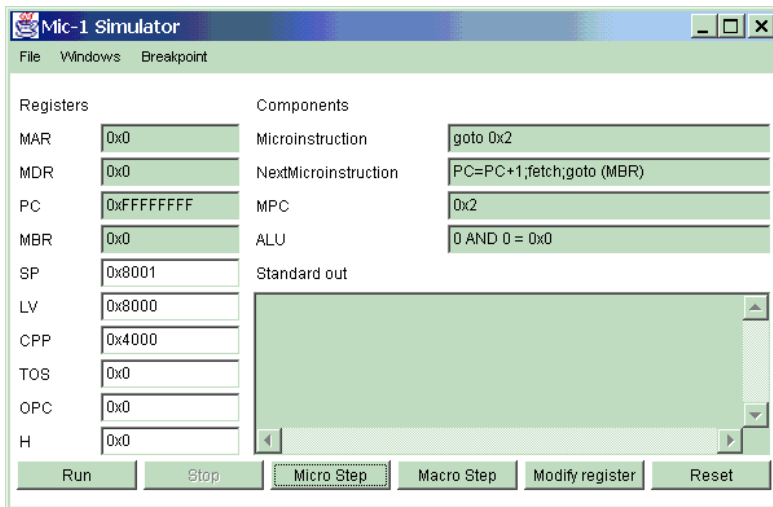 Mic-1 Simulator
File Windows Breakpoint
Registers Components
MAR 0x0 Microinstruction goto 0x2
MDR 0x0 NextMicroinstruction PC=PC+1;fetch;goto (MBR)
PC 0xFFFFFFFF MPC 0x2
MBR 0x0 ALU 0 AND 0 = 0x0
SP 0x8001 Standard out
LV 0x8000
CPP 0x4000
TOS 0x0
OPC 0x0
H 0x0
Run Stop Micro Step Macro Step Modify register Reset